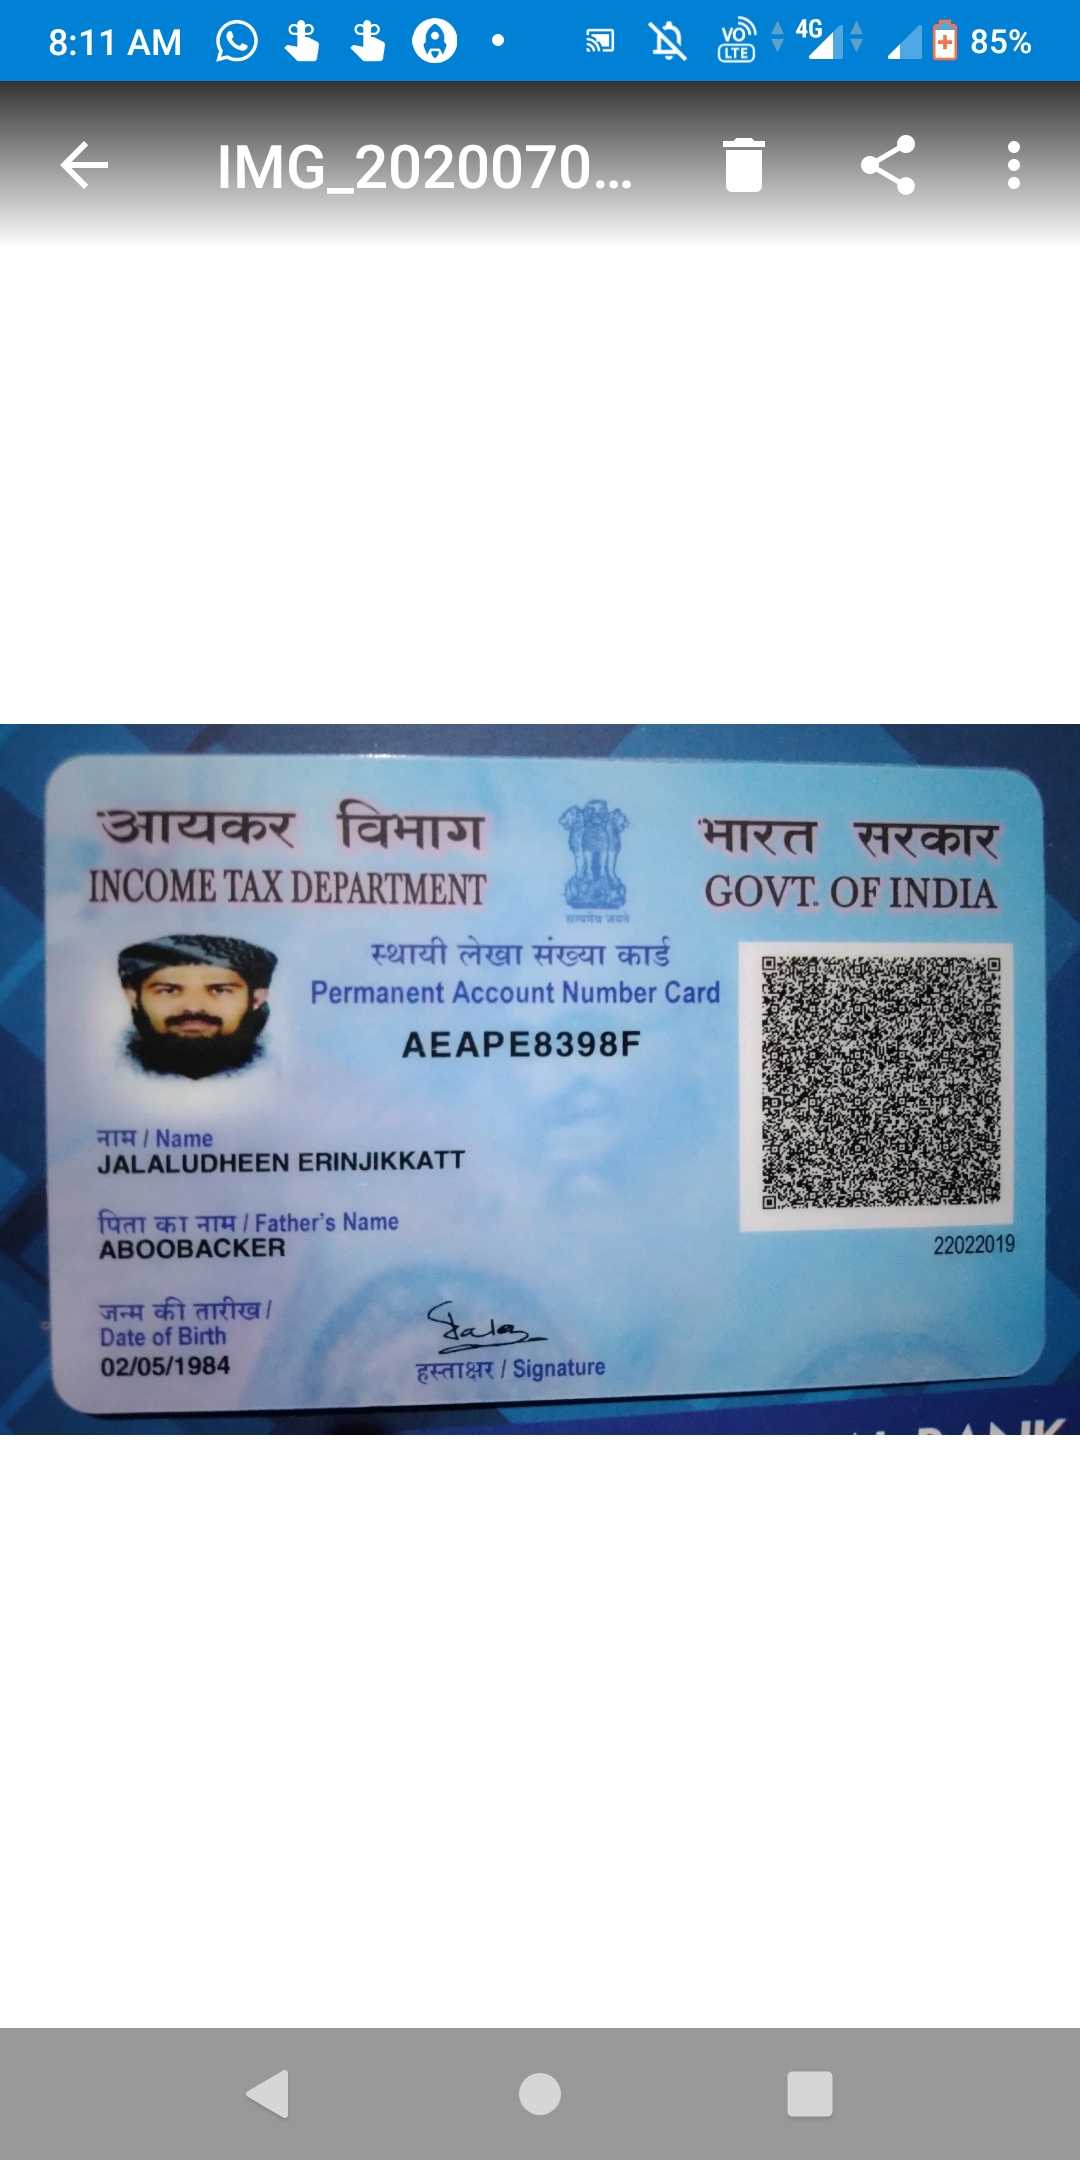 8:11 AM
VO LTE
4G
85%
IMG_2020070...
आयकर विभाग
INCOME TAX DEPARTMENT
सत्यमेव जयते
भारत सरकार
GOVT. OF INDIA
स्थायी लेखा संख्या कार्ड
Permanent Account Number Card
AEAPE8398F
नाम / Name
JALALUDHEEN ERINJIKKATT
पिता का नाम / Father's Name
ABOOBACKER
22022019
जन्म की तारीख /
Date of Birth
02/05/1984
हस्ताक्षर / Signature
BANK